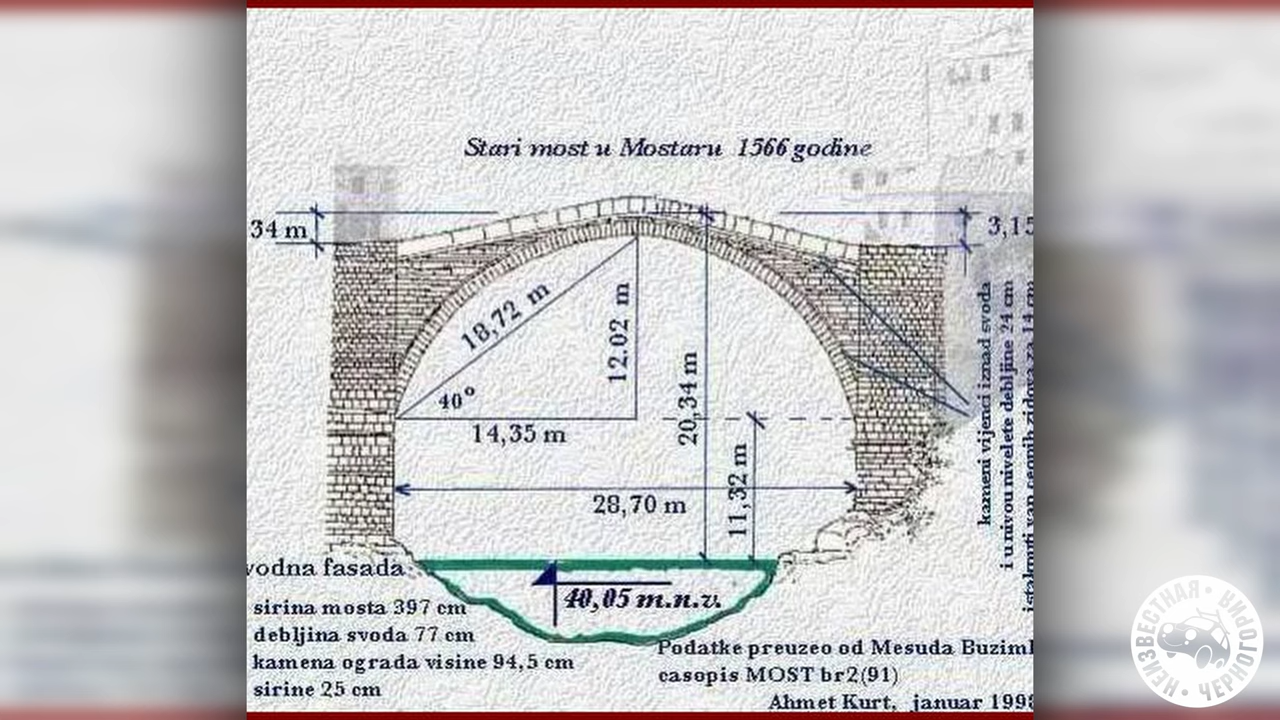 Stari most u Mostaru 1566 godine
34 m
3,15
18,72 m
12.02 m
40°
14,35 m
20,34 m
11,32 m
28,70 m
kameni vijenci iznad svoda
i u nivou nivelete debljine 24 cm
vodna fasada
40,05 m.n.v.
sirina mosta 397 cm
debljina svoda 77 cm
kamena ograda visine 94,5 cm
sirine 25 cm
Podatke preuzeo od Mesuda Buziml
casopis MOST br2(91)
Ahmet Kurt, januar 1998
НЕИЗВЕСТНАЯ • ЧЕРНОГОРИЯ •